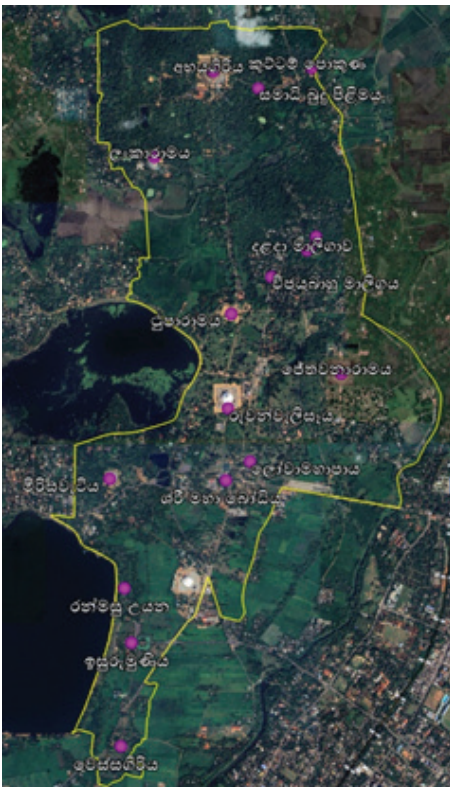 අභයගිරිය කුට්ටම් පොකුණ
සමාධි බුදු පිළිමය
ලංකාරාමය
දළදා මාලිගාව
විජයබාහු මාලිගය
ථූපාරාමය
ජේතවනාරාමය
රුවන්වැලිසෑය
ලෝවාමහාපාය
මිරිසවැටිය
ශ්‍රී මහා බෝධිය
රන්මසු උයන
ඉසුරුමුණිය
වෙස්සගිරිය